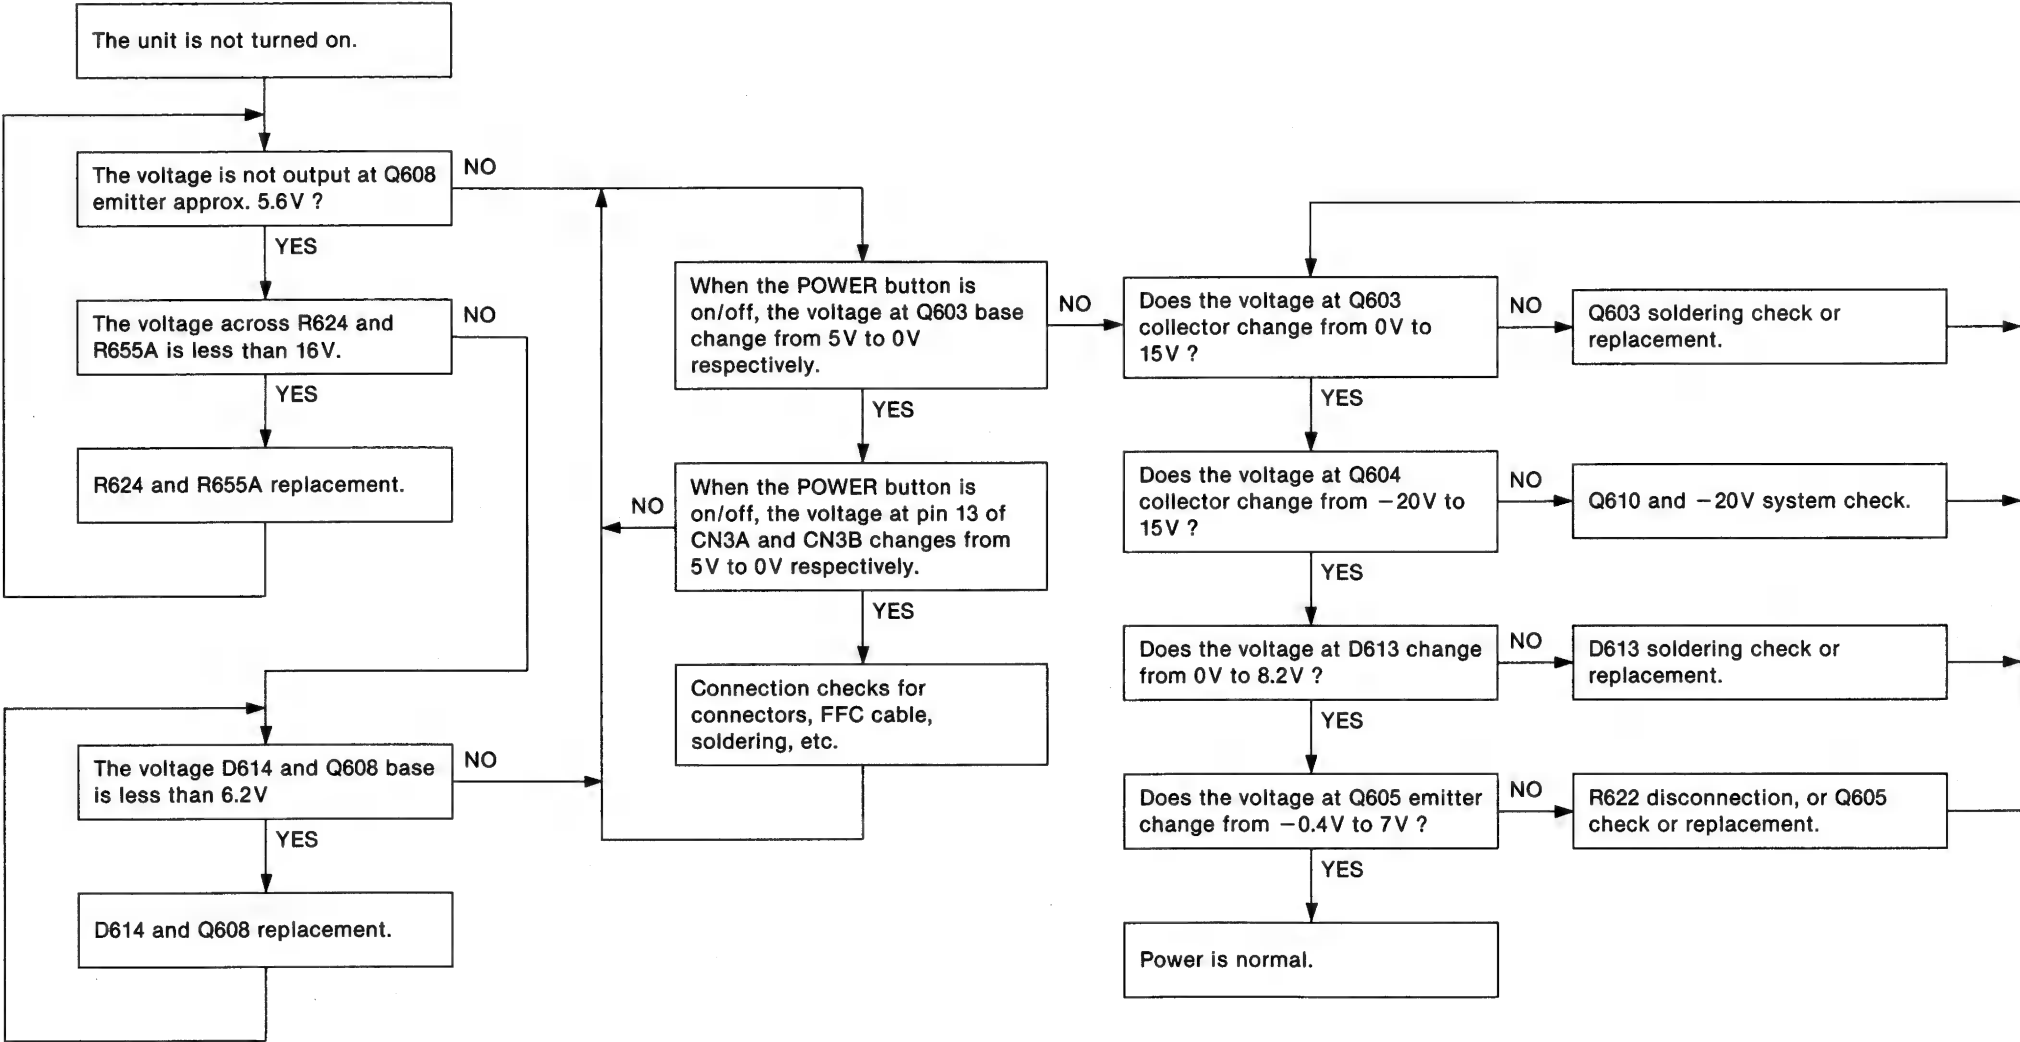 The unit is not turned on.
The voltage is not output at Q608
emitter approx. 5.6V ?
NO
YES
The voltage across R624 and
R655A is less than 16V.
NO
YES
R624 and R655A replacement.
The voltage D614 and Q608 base
is less than 6.2V
NO
YES
D614 and Q608 replacement.
When the POWER button is
on/off, the voltage at Q603 base
change from 5V to 0V
respectively.
NO
YES
When the POWER button is
on/off, the voltage at pin 13 of
CN3A and CN3B changes from
5V to 0V respectively.
NO
YES
Connection checks for
connectors, FFC cable,
soldering, etc.
Does the voltage at Q603
collector change from 0V to
15V ?
NO
Q603 soldering check or
replacement.
YES
Does the voltage at Q604
collector change from −20V to
15V ?
NO
Q610 and −20V system check.
YES
Does the voltage at D613 change
from 0V to 8.2V ?
NO
D613 soldering check or
replacement.
YES
Does the voltage at Q605 emitter
change from −0.4V to 7V ?
NO
R622 disconnection, or Q605
check or replacement.
YES
Power is normal.